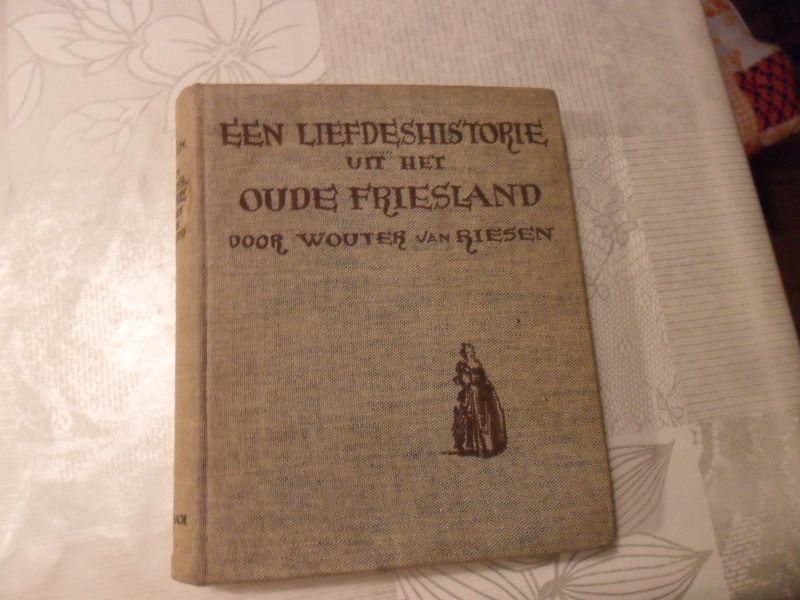 EEN LIEFDESHISTORIE
UIT HET
OUDE FRIESLAND
DOOR WOUTER VAN RIESEN